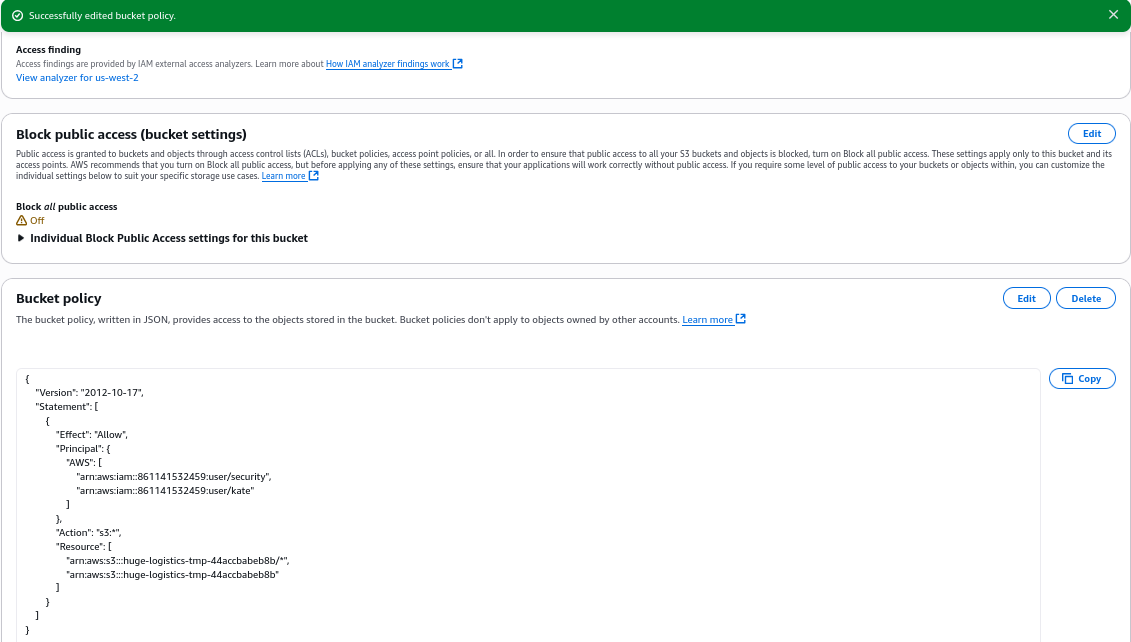 Successfully edited bucket policy.
Access finding
Access findings are provided by IAM external access analyzers. Learn more about How IAM analyzer findings work
View analyzer for us-west-2
Block public access (bucket settings)
Edit
Public access is granted to buckets and objects through access control lists (ACLs), bucket policies, access point policies, or all. In order to ensure that public access to all your S3 buckets and objects is blocked, turn on Block all public access. These settings apply only to this bucket and its
access points. AWS recommends that you turn on Block all public access, but before applying any of these settings, ensure that your applications will work correctly without public access. If you require some level of public access to your buckets or objects within, you can customize the
individual settings below to suit your specific storage use cases. Learn more
Block all public access
Off
Individual Block Public Access settings for this bucket
Bucket policy
Edit
Delete
The bucket policy, written in JSON, provides access to the objects stored in the bucket. Bucket policies don't apply to objects owned by other accounts. Learn more
Copy
{
"Version": "2012-10-17",
"Statement": [
{
"Effect": "Allow",
"Principal": {
"AWS": [
"arn:aws:iam::861141532459:user/security",
"arn:aws:iam::861141532459:user/kate"
]
},
"Action": "s3:*",
"Resource": [
"arn:aws:s3:::huge-logistics-tmp-44accbabeb8b/*",
"arn:aws:s3:::huge-logistics-tmp-44accbabeb8b"
]
}
]
}